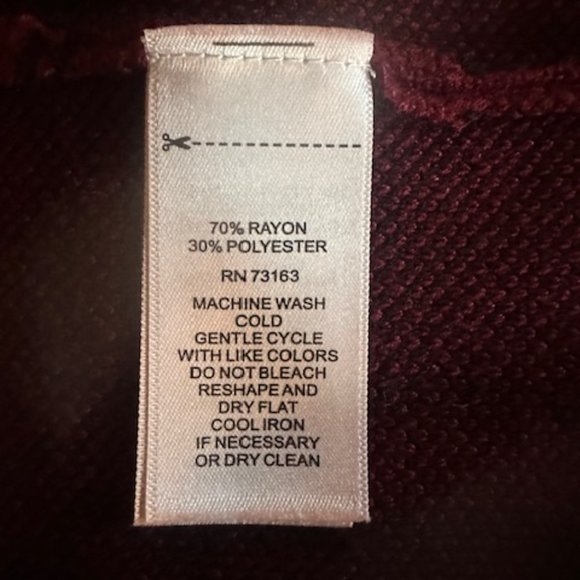 70% RAYON
30% POLYESTER
RN 73163
MACHINE WASH
COLD
GENTLE CYCLE
WITH LIKE COLORS
DO NOT BLEACH
RESHAPE AND
DRY FLAT
COOL IRON
IF NECESSARY
OR DRY CLEAN